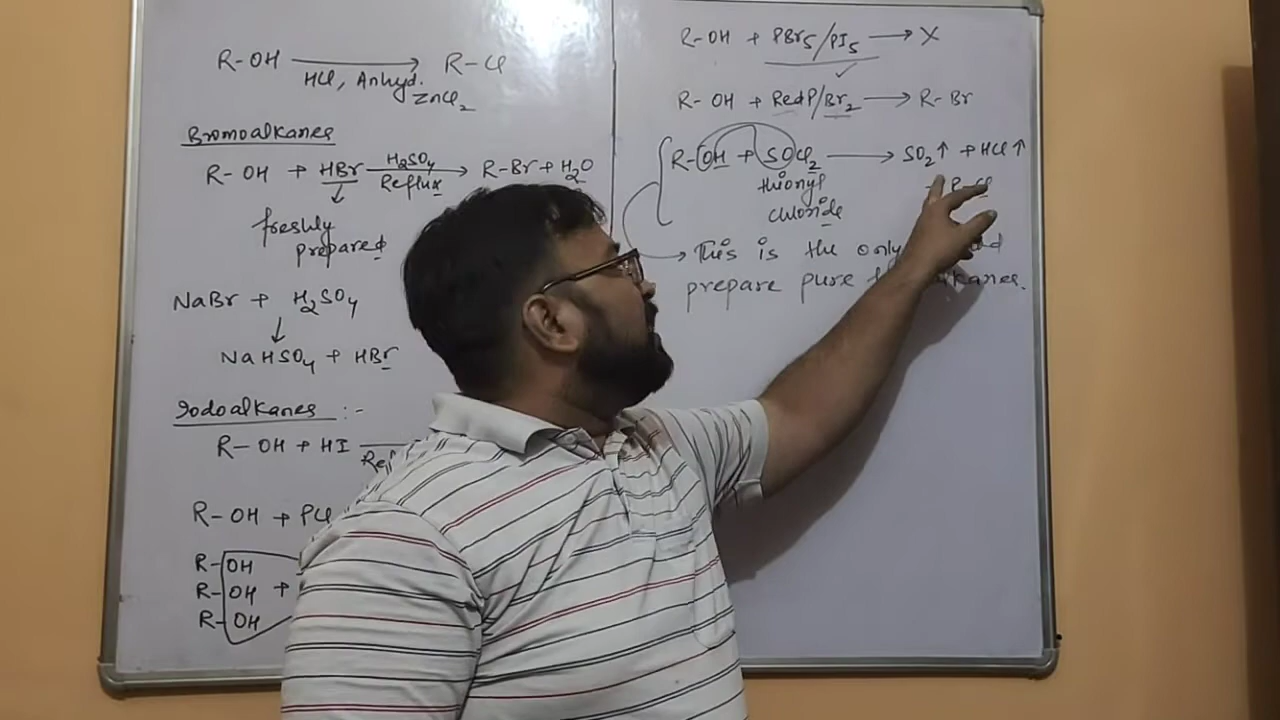 R-OH ⟶ R-Cl
HCl, Anhyd.
ZnCl₂
Bromoalkanes
R-OH + HBr ⟶ R-Br + H₂O
H₂SO₄
Reflux
freshly
prepared
NaBr + H₂SO₄
↓
NaHSO₄ + HBr
Iodoalkanes :-
R-OH + HI
R-OH + PCl
R-OH
R-OH +
R-OH
R-OH + PBr5/PI5 ⟶ X
✓
R-OH + Red P/Br₂ ⟶ R-Br
R-OH + SOCl₂ ⟶ SO₂↑ + HCl↑
thionyl
chloride
R-Cl
→ This is the only
prepare pure